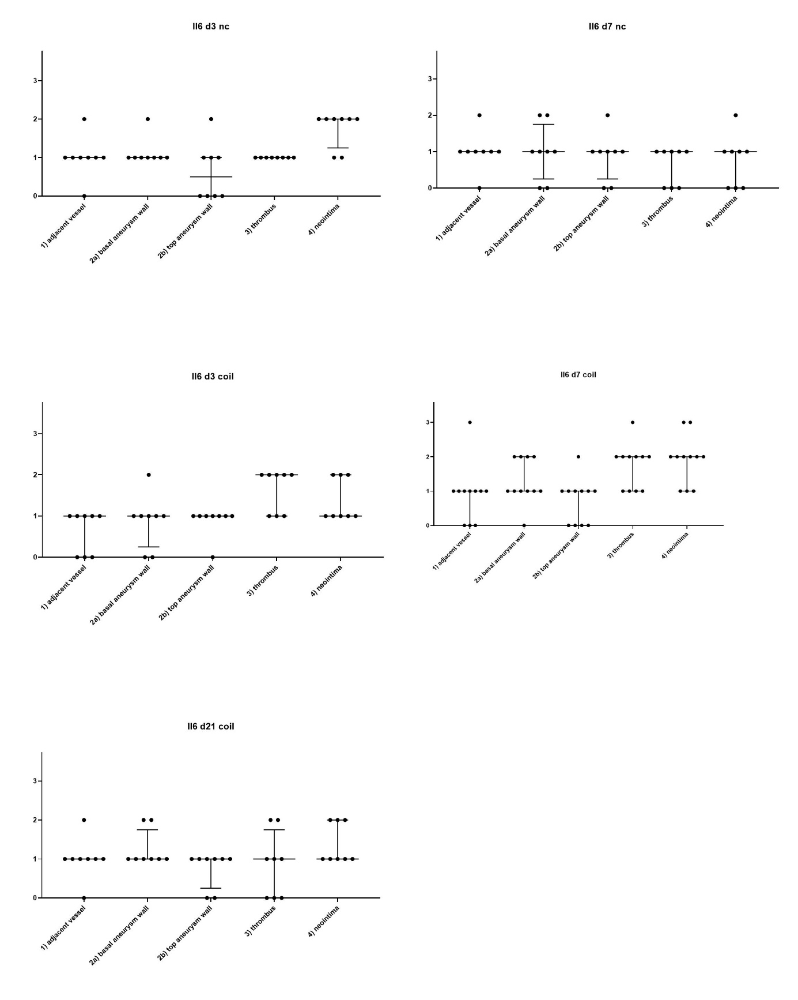 Il6 d3 nc
3
2
1
0
1) adjacent vessel
2a) basal aneurysm wall
2b) top aneurysm wall
3) thrombus
4) neointima
Il6 d7 nc
3
2
1
0
1) adjacent vessel
2a) basal aneurysm wall
2b) top aneurysm wall
3) thrombus
4) neointima
Il6 d3 coil
3
2
1
0
1) adjacent vessel
2a) basal aneurysm wall
2b) top aneurysm wall
3) thrombus
4) neointima
Il6 d7 coil
3
2
1
0
1) adjacent vessel
2a) basal aneurysm wall
2b) top aneurysm wall
3) thrombus
4) neointima
Il6 d21 coil
3
2
1
0
1) adjacent vessel
2a) basal aneurysm wall
2b) top aneurysm wall
3) thrombus
4) neointima